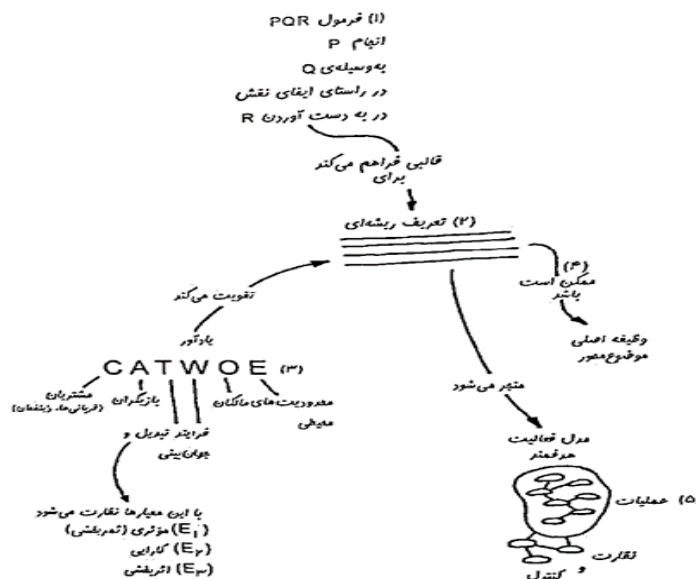 (۱) فرمول PQR
انجام P
به‌وسیله‌ی Q
در راستای ایفای نقش
در به دست آوردن R
قالبی فراهم می‌کند
برای
(۲) تعریف ریشه‌ای
(۴)
ممکن است
باشد
وظیفه اصلی
موضوع‌محور
تقویت می‌کند
یادآور
CATWOE (۳)
مشتریان
(قربانی‌ها، ذینفعان)
بازیگران
مالکان
محدودیت‌های
محیطی
فرایند تبدیل و
جهان‌بینی
با این معیارها نظارت می‌شود
(E۱) مؤثری (ثمربخشی)
(E۲) کارایی
(E۳) اثربخشی
منجر می‌شود
مدل فعالیت
هدفمند
۵) عملیات
نظارت
و
کنترل